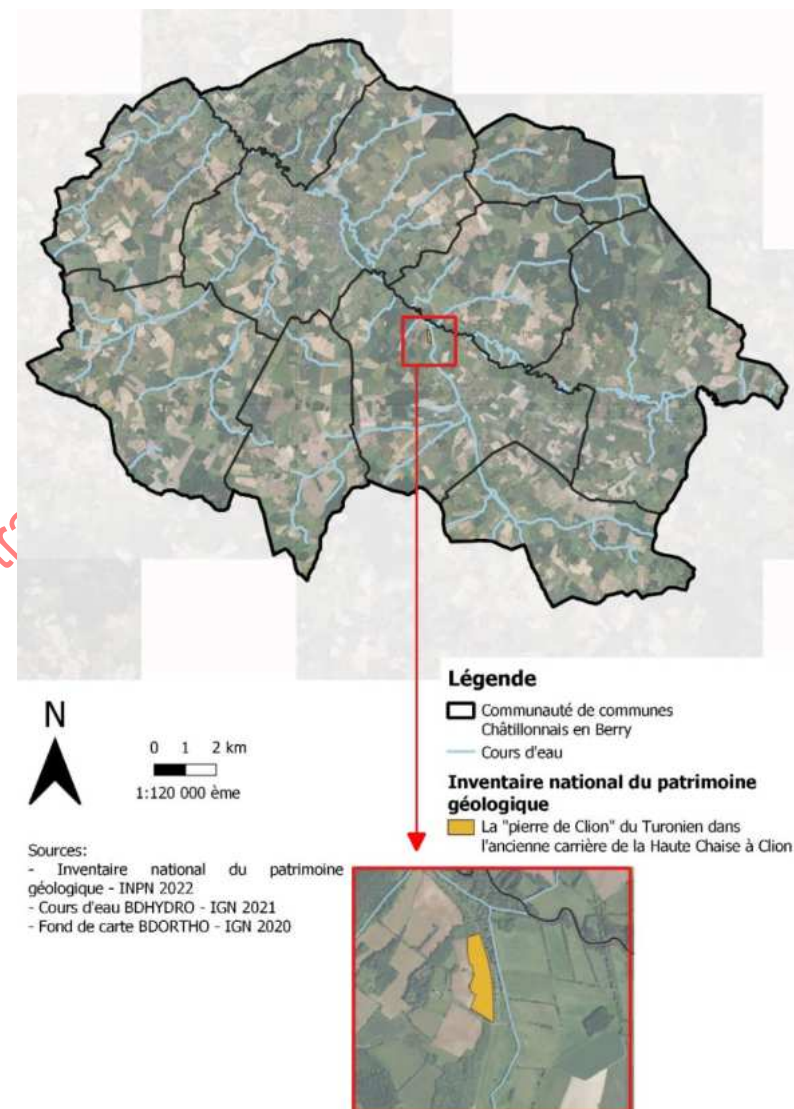 Légende
Communauté de communes
Châtillonnais en Berry
Cours d'eau
Inventaire national du patrimoine
géologique
La "pierre de Clion" du Turonien dans
l'ancienne carrière de la Haute Chaise à Clion
N
0 1 2 km
1:120 000 ème
Sources:
- Inventaire national du patrimoine
géologique - INPN 2022
- Cours d'eau BDHYDRO - IGN 2021
- Fond de carte BDORTHO - IGN 2020